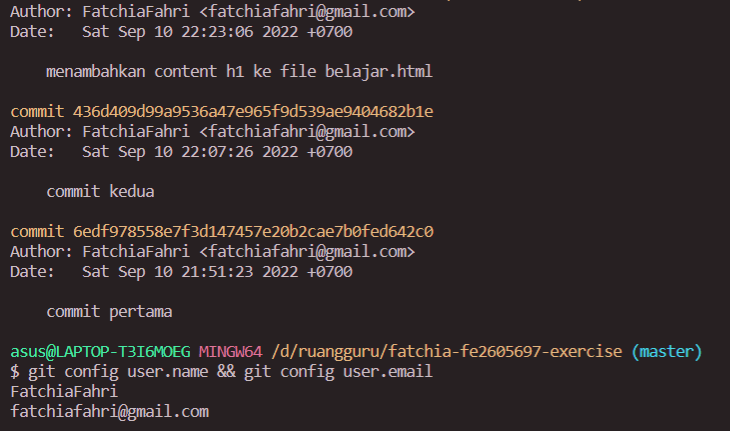 Author: FatchiaFahri <fatchiafahri@gmail.com>
Date:   Sat Sep 10 22:23:06 2022 +0700
menambahkan content h1 ke file belajar.html
commit 436d409d99a9536a47e965f9d539ae9404682b1e
Author: FatchiaFahri <fatchiafahri@gmail.com>
Date:   Sat Sep 10 22:07:26 2022 +0700
commit kedua
commit 6edf978558e7f3d147457e20b2cae7b0fed642c0
Author: FatchiaFahri <fatchiafahri@gmail.com>
Date:   Sat Sep 10 21:51:23 2022 +0700
commit pertama
asus@LAPTOP-T3I6MOEG MINGW64 /d/ruangguru/fatchia-fe2605697-exercise (master)
$ git config user.name && git config user.email
FatchiaFahri
fatchiafahri@gmail.com